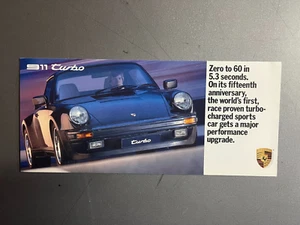 911 turbo
Zero to 60 in
5.3 seconds.
On its fifteenth
anniversary,
the world's first,
race proven turbo-
charged sports
car gets a major
performance
upgrade.
turbo